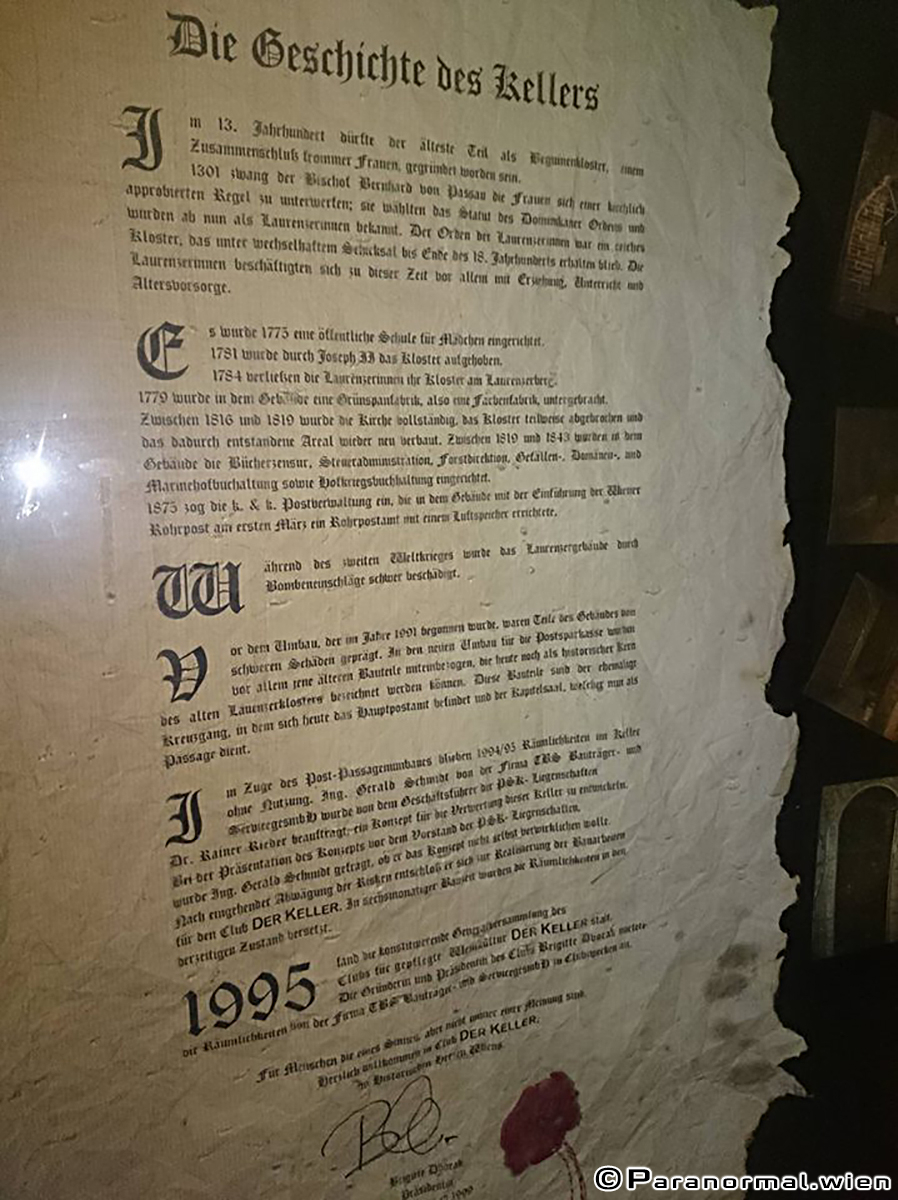 Die Geschichte des Kellers
Im 13. Jahrhundert dürfte der älteste Teil als Beginenkloster, einem
Zusammenschluß frommer Frauen, gegründet worden sein.
1301 zwang der Bischof Bernhard von Passau die Frauen sich einer kirchlich
approbierten Regel zu unterwerfen; sie wählten das Statut des Dominikaner Ordens und
wurden ab nun als Laurenzerinnen bekannt. Der Orden der Laurenzerinnen war ein reiches
Kloster, das unter wechselhaftem Schicksal bis Ende des 18. Jahrhunderts erhalten blieb. Die
Laurenzerinnen beschäftigten sich zu dieser Zeit vor allem mit Erziehung, Unterricht und
Altersvorsorge.
Es wurde 1775 eine öffentliche Schule für Mädchen eingerichtet.
1781 wurde durch Joseph II das Kloster aufgehoben.
1784 verließen die Laurenzerinnen ihr Kloster am Laurenzerberg.
1779 wurde in dem Gebäude eine Grünspanfabrik, also eine Farbenfabrik, untergebracht.
Zwischen 1816 und 1819 wurde die Kirche vollständig, das Kloster teilweise abgebrochen und
das dadurch entstandene Areal wieder neu verbaut. Zwischen 1819 und 1843 wurden in dem
Gebäude die Bücherzensur, Steueradministration, Forstdirektion, Gefällen-, Domänen-, und
Marinehofbuchaltung sowie Hofkriegsbuchhaltung eingerichtet.
1875 zog die k. & k. Postverwaltung ein, die in dem Gebäude mit der Einführung der Wiener
Rohrpost am ersten März ein Rohrpostamt mit einem Luftspeicher errichtete.
Während des zweiten Weltkrieges wurde das Laurenzergebäude durch
Bombeneinschläge schwer beschädigt.
Vor dem Umbau, der im Jahre 1991 begonnen wurde, waren Teile des Gebäudes von
schweren Schäden geprägt. In den neuen Umbau für die Postsparkasse wurden
vor allem jene älteren Bauteile miteinbezogen, die heute noch als historischer Kern
des alten Lauenzerklosters bezeichnet werden können. Diese Bauteile sind der ehemalige
Kreuzgang, in dem sich heute das Hauptpostamt befindet und der Kapitelsaal, welcher nun als
Passage dient.
Im Zuge des Post-Passagenumbaues blieben 1994/95 Räumlichkeiten im Keller
ohne Nutzung. Ing. Gerald Schmidt von der Firma TBS Bauträger- und
ServicegesmbH wurde von dem Geschäftsführer der PSK- Liegenschaften
Dr. Rainer Rieder beauftragt, ein Konzept für die Verwertung dieser Keller zu entwickeln.
Bei der Präsentation des Konzepts vor dem Vorstand der PSK- Liegenschaften,
wurde Ing. Gerald Schmidt gefragt, ob er das Konzept nicht selbst verwirklichen wolle.
Nach eingehender Abwägung der Risken entschloß er sich zur Realisierung der Bauarbeiten
für den Club DER KELLER. In sechsmonatiger Bauzeit wurden die Räumlichkeiten in den
derzeitigen Zustand versetzt.
1995 fand die konstituierende Generalversammlung des
Clubs für gepflegte Weinkultur DER KELLER statt.
Die Gründerin und Präsidentin des Clubs Brigitte Dvorak mietete
die Räumlichkeiten von der Firma TBS Bauträger- und ServicegesmbH zu Clubzwecken an.
Für Menschen die eines Sinnes, aber nicht immer einer Meinung sind.
Herzlich willkommen im Club DER KELLER.
Im Historischen Herzen Wiens.
Brigitte Dvorak
Präsidentin
1999
©Paranormal.wien